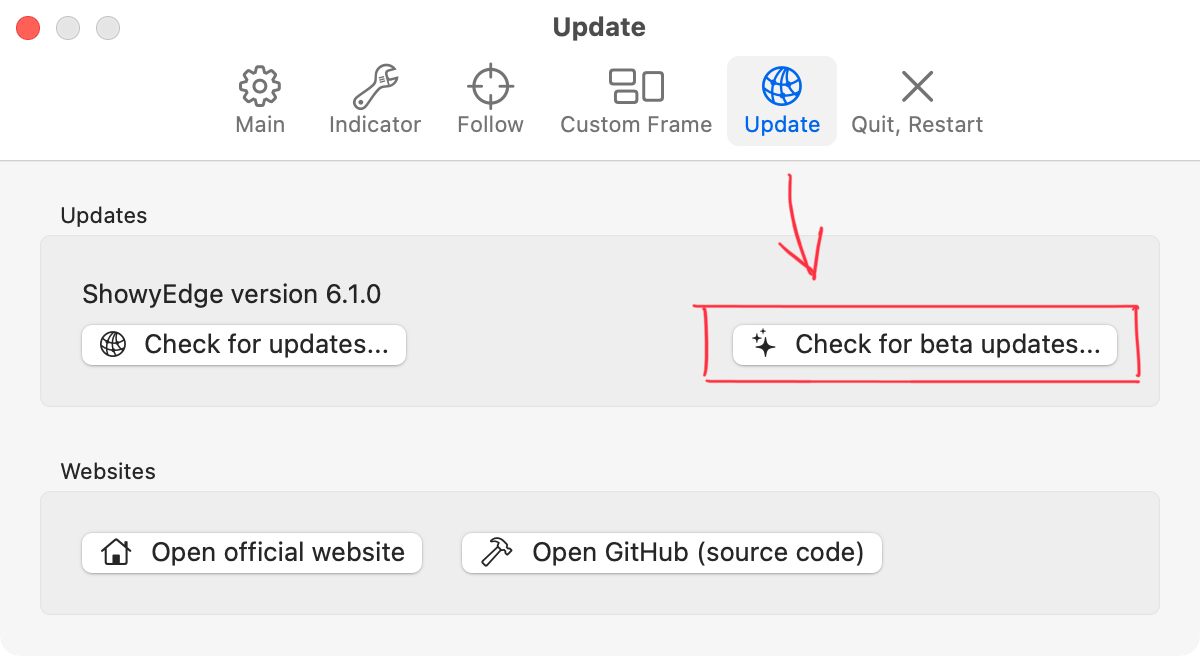 Update
Main Indicator Follow Custom Frame Update Quit, Restart
Updates
ShowyEdge version 6.1.0
Check for updates... Check for beta updates...
Websites
Open official website Open GitHub (source code)